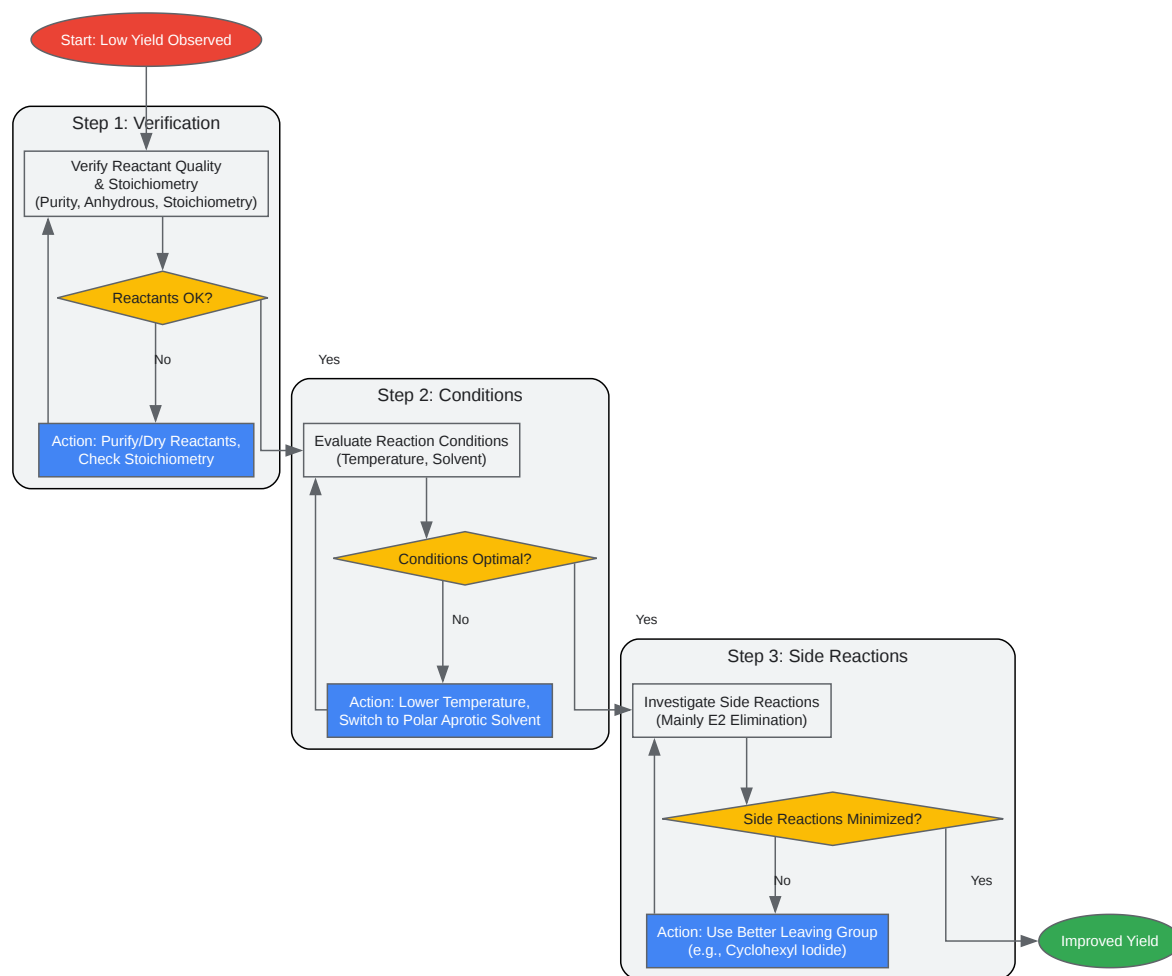 Start: Low Yield Observed
Step 1: Verification
Verify Reactant Quality
& Stoichiometry
(Purity, Anhydrous, Stoichiometry)
Reactants OK?
No
Yes
Action: Purify/Dry Reactants,
Check Stoichiometry
Step 2: Conditions
Evaluate Reaction Conditions
(Temperature, Solvent)
Conditions Optimal?
No
Yes
Action: Lower Temperature,
Switch to Polar Aprotic Solvent
Step 3: Side Reactions
Investigate Side Reactions
(Mainly E2 Elimination)
Side Reactions Minimized?
No
Yes
Action: Use Better Leaving Group
(e.g., Cyclohexyl Iodide)
Improved Yield